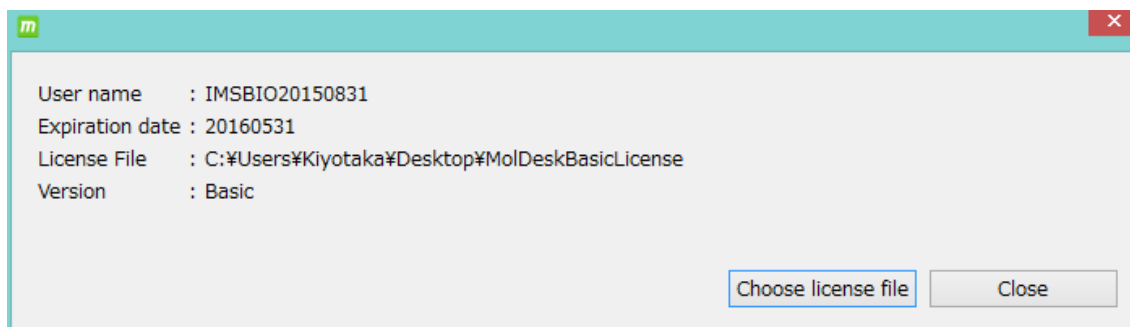 m
User name : IMSBIO20150831
Expiration date : 20160531
License File : C:¥Users¥Kiyotaka¥Desktop¥MolDeskBasicLicense
Version : Basic
Choose license file Close